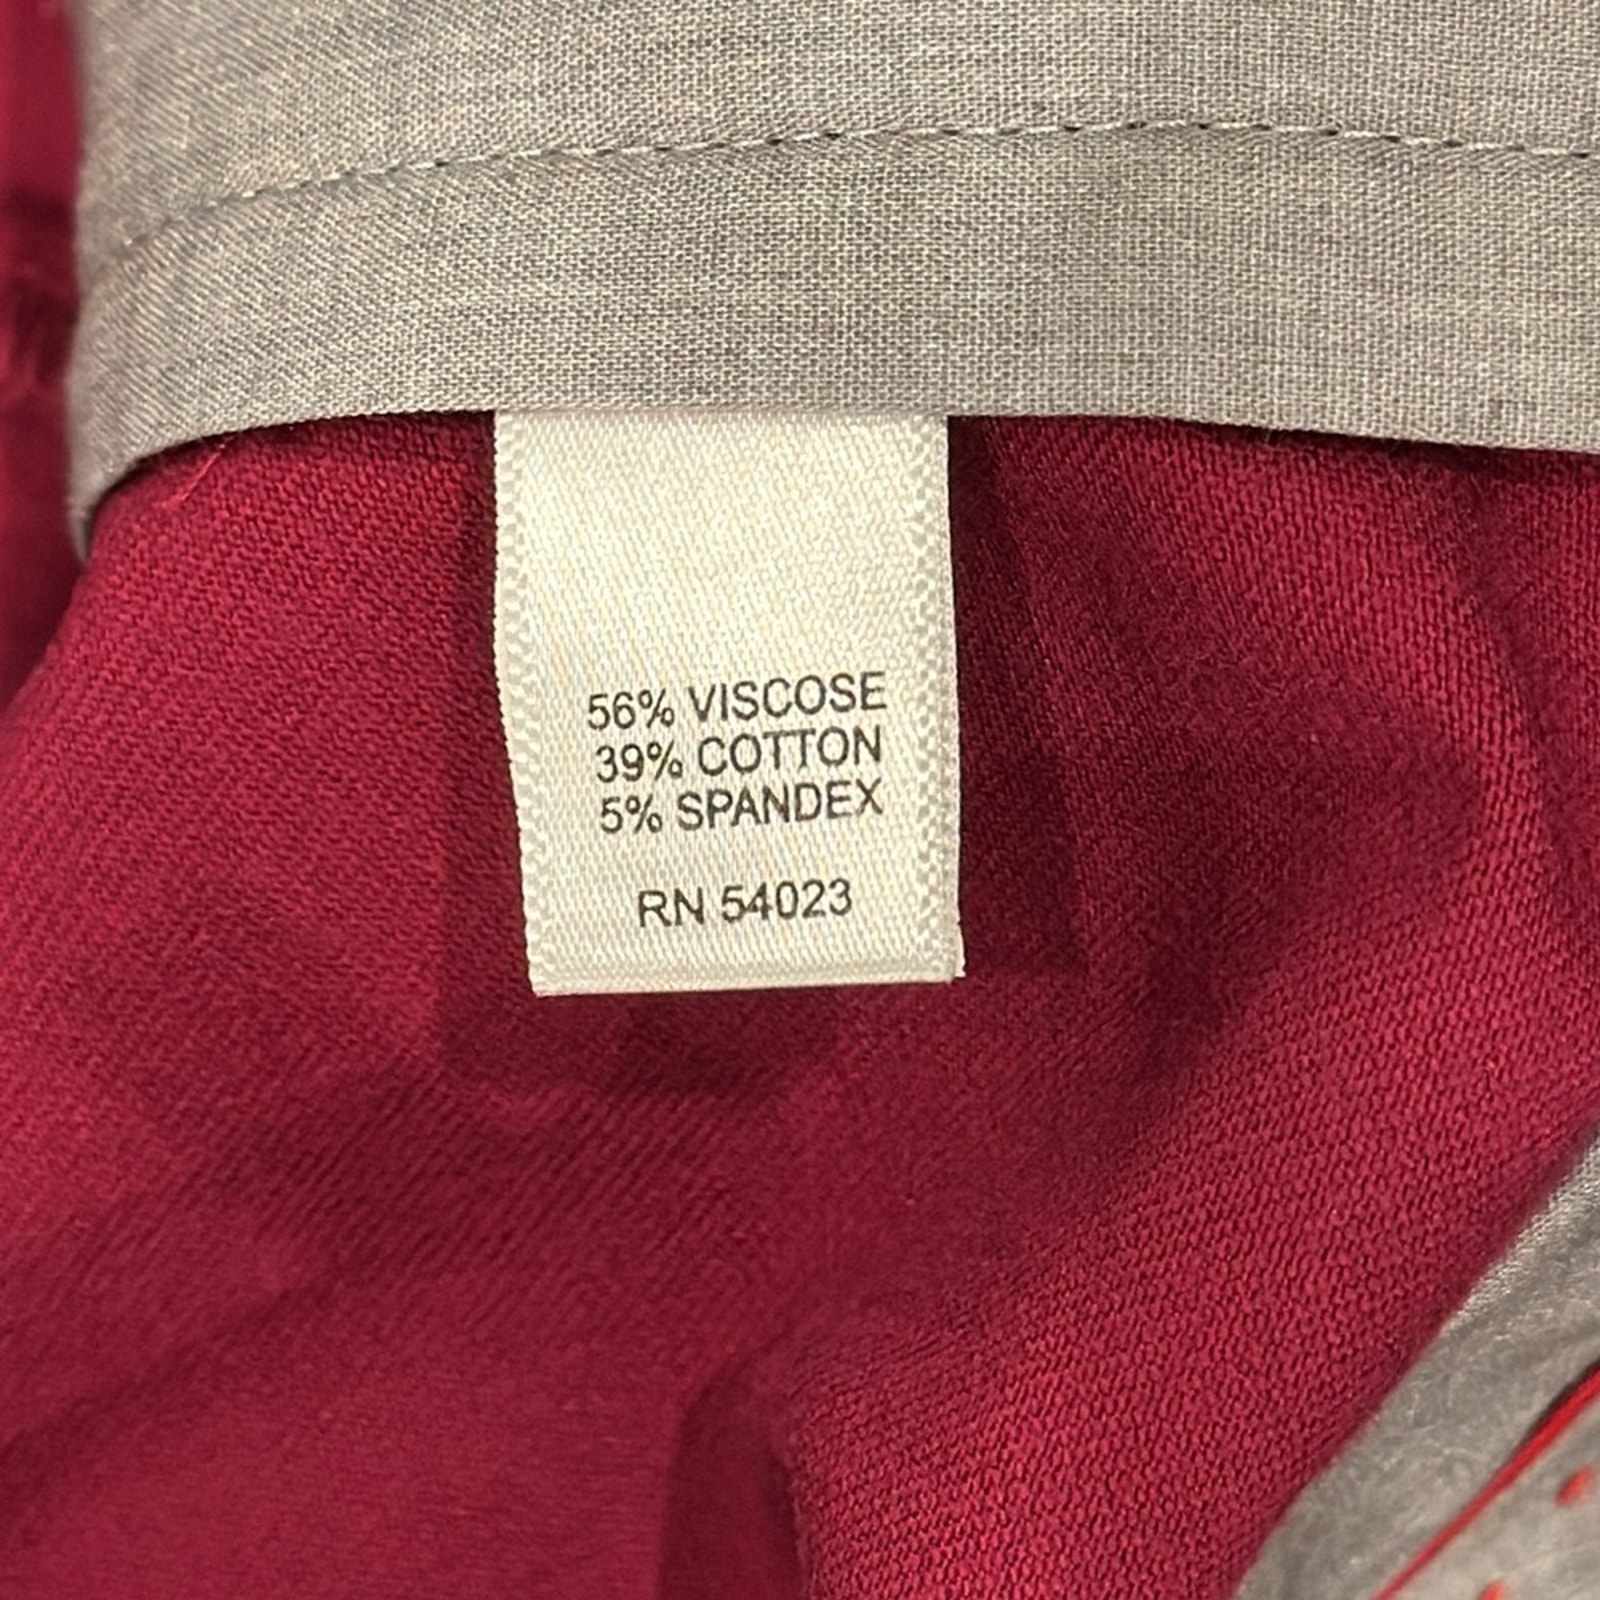 56% VISCOSE
39% COTTON
5% SPANDEX
RN 54023